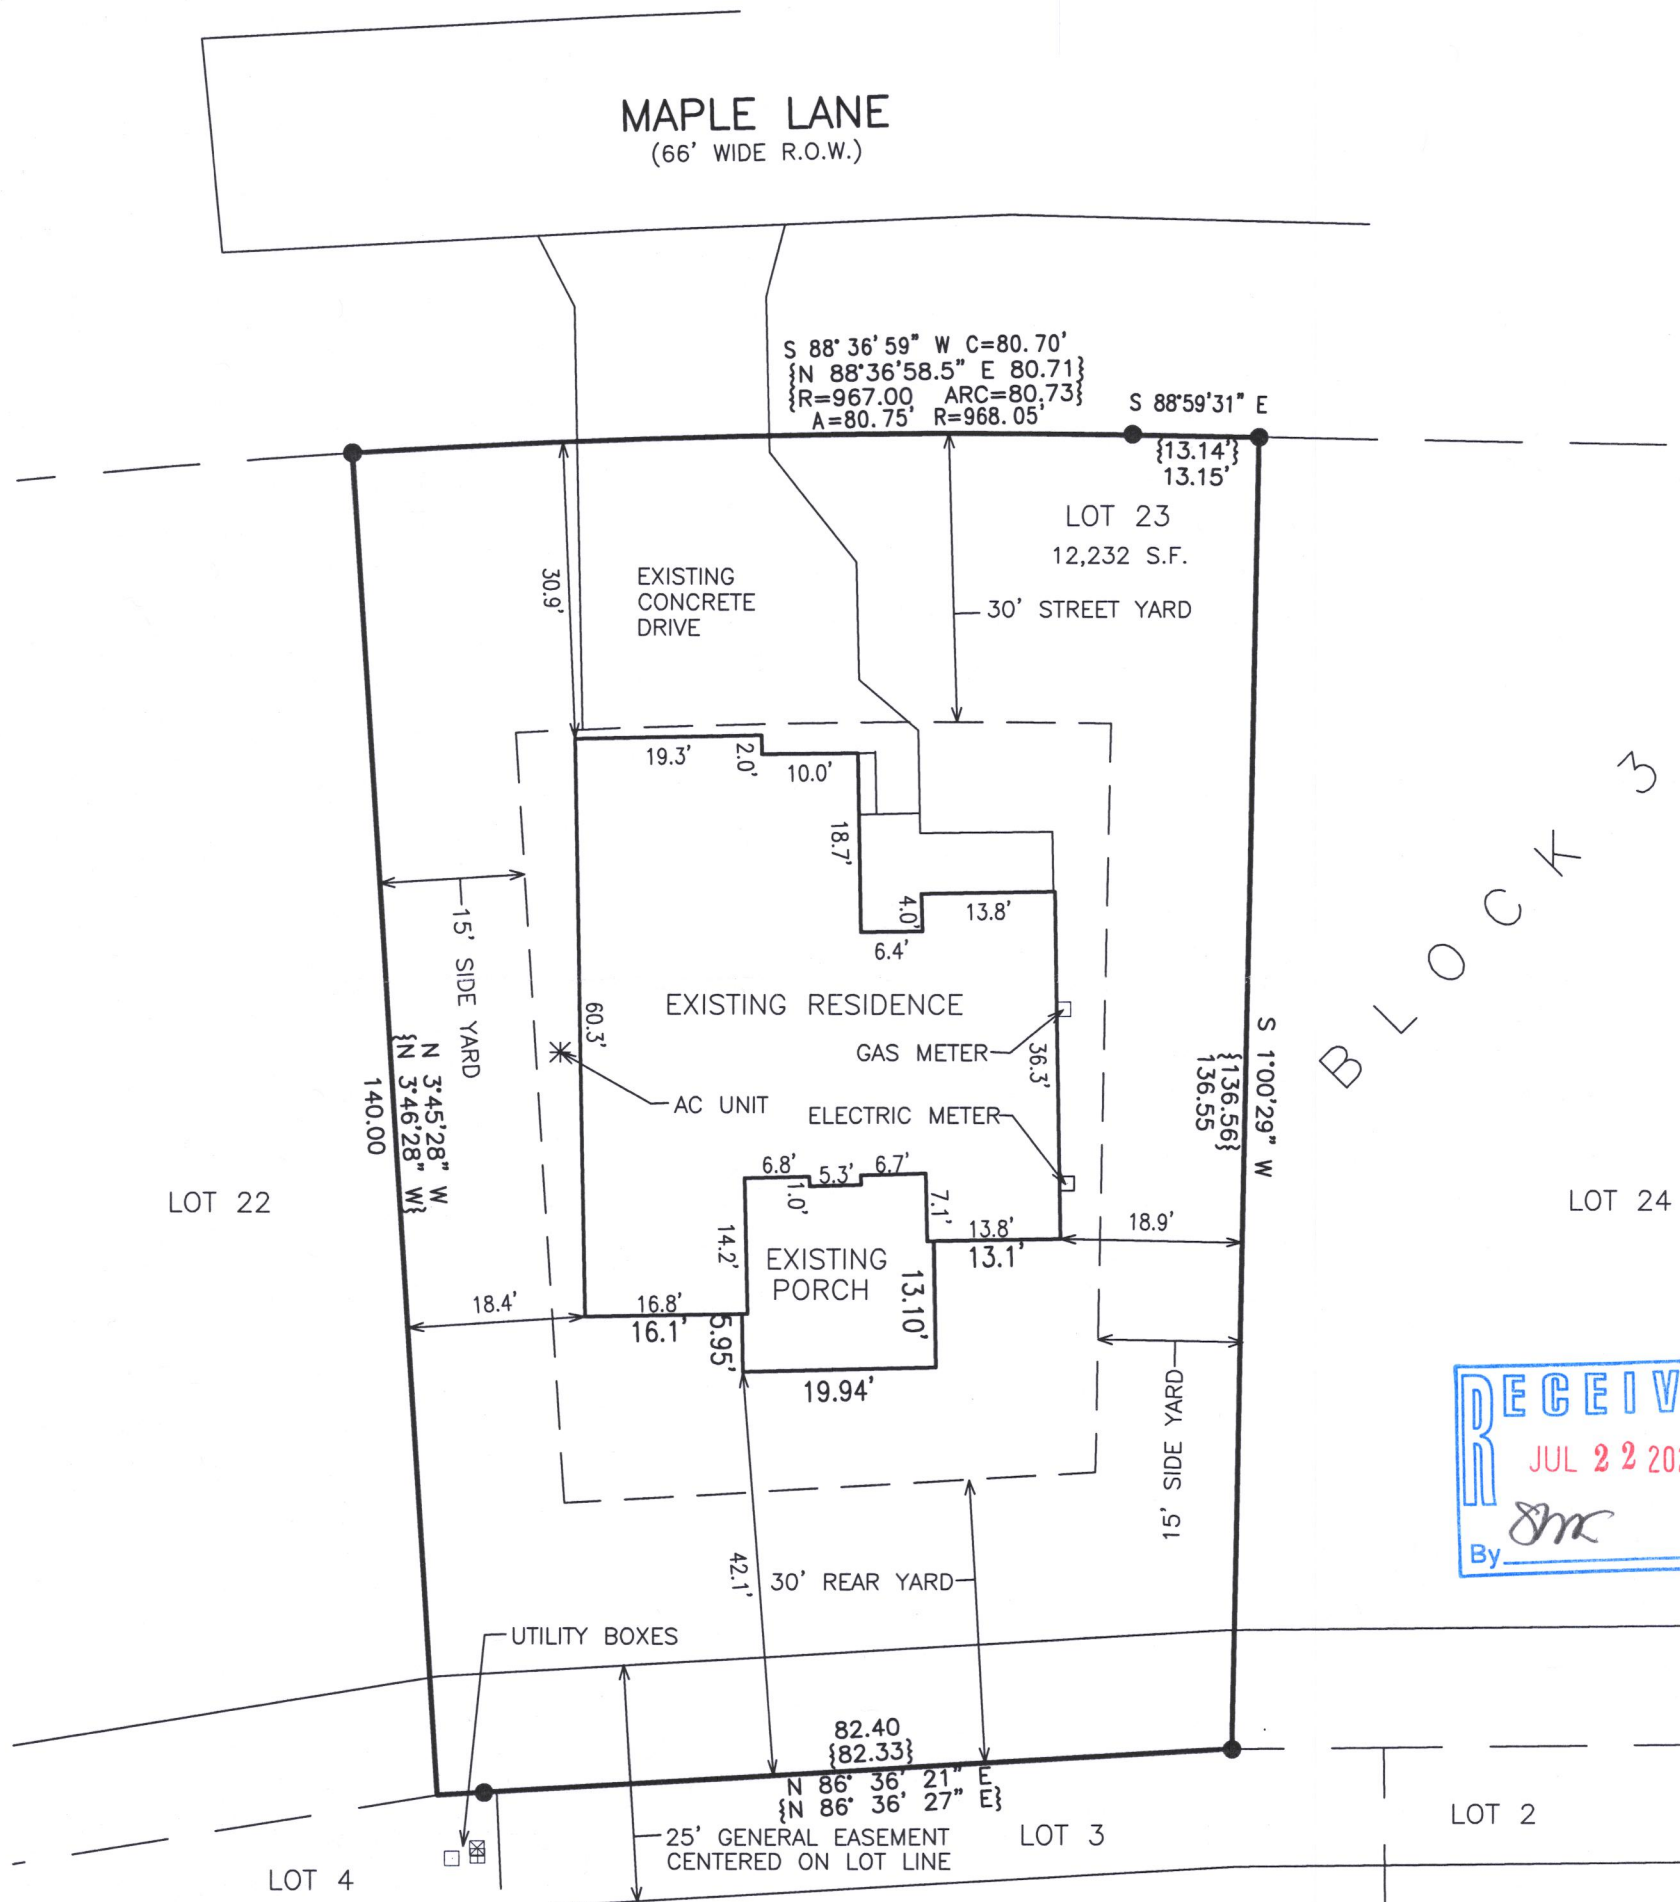 MAPLE LANE
(66' WIDE R.O.W.)
S 88° 36' 59" W C=80.70'
{N 88°36'58.5" E 80.71}
{R=967.00 ARC=80.73}
A=80.75' R=968.05'
S 88°59'31" E
{13.14'}
13.15'
LOT 23
12,232 S.F.
30' STREET YARD
30.9'
EXISTING
CONCRETE
DRIVE
19.3'
2.0'
10.0'
18.7'
4.0'
13.8'
6.4'
BLOCK 3
15' SIDE YARD
60.3'
EXISTING RESIDENCE
GAS METER
36.3'
AC UNIT
ELECTRIC METER
N 3°45'28" W
{N 3°46'28" W}
140.00
S 1°00'29" W
{136.56}
136.55
LOT 22
LOT 24
6.8'
1.0'
5.3'
6.7'
7.1'
14.2'
EXISTING
PORCH
13.10'
13.8'
13.1'
18.9'
18.4'
16.8'
16.1'
5.95'
19.94'
15' SIDE YARD
42.1'
30' REAR YARD
RECEIV
JUL 22 20
By
UTILITY BOXES
82.40
{82.33}
N 86° 36' 21" E
{N 86° 36' 27" E}
25' GENERAL EASEMENT
CENTERED ON LOT LINE
LOT 3
LOT 2
LOT 4